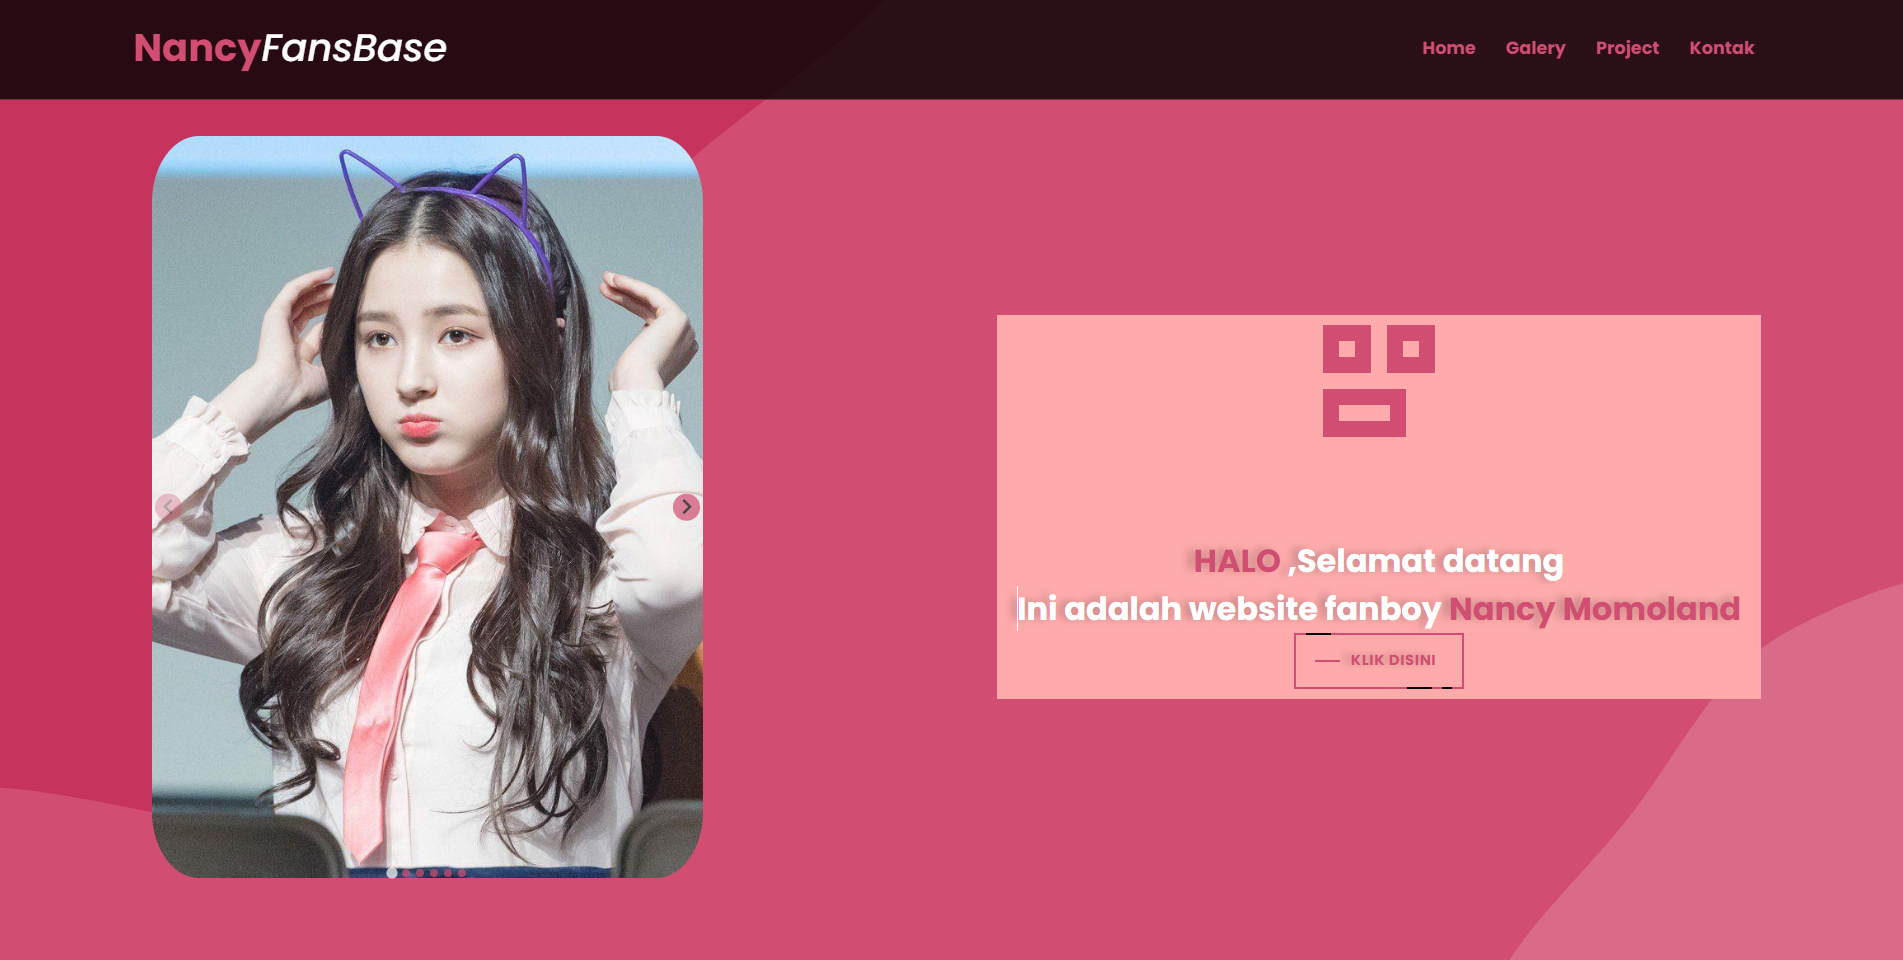 NancyFansBase
Home Galery Project Kontak
HALO ,Selamat datang
Ini adalah website fanboy Nancy Momoland
KLIK DISINI